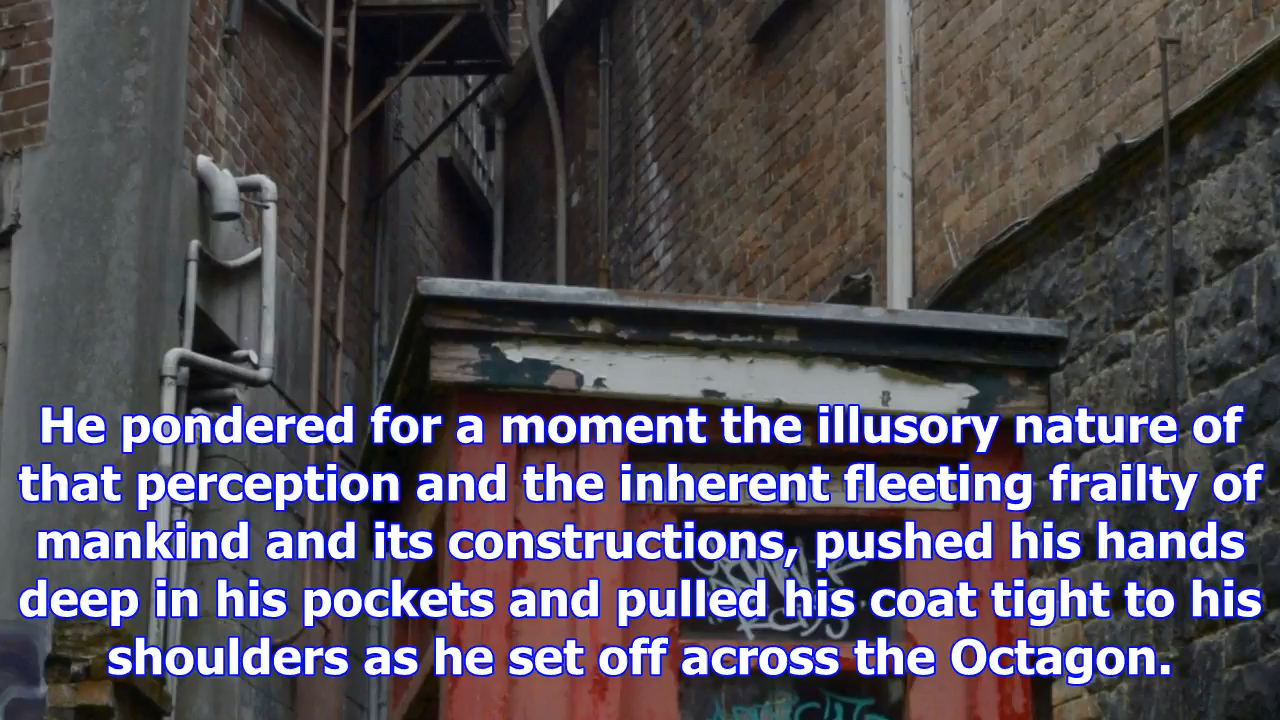 He pondered for a moment the illusory nature of
that perception and the inherent fleeting frailty of
mankind and its constructions, pushed his hands
deep in his pockets and pulled his coat tight to his
shoulders as he set off across the Octagon.